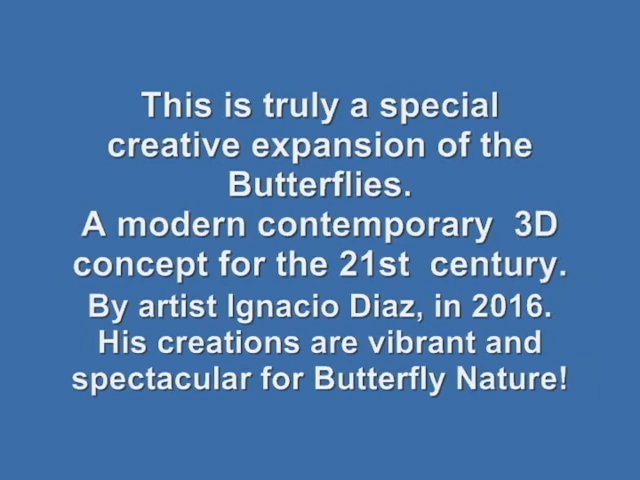 This is truly a special
creative expansion of the
Butterflies.
A modern contemporary  3D
concept for the 21st  century.
By artist Ignacio Diaz, in 2016.
His creations are vibrant and
spectacular for Butterfly Nature!